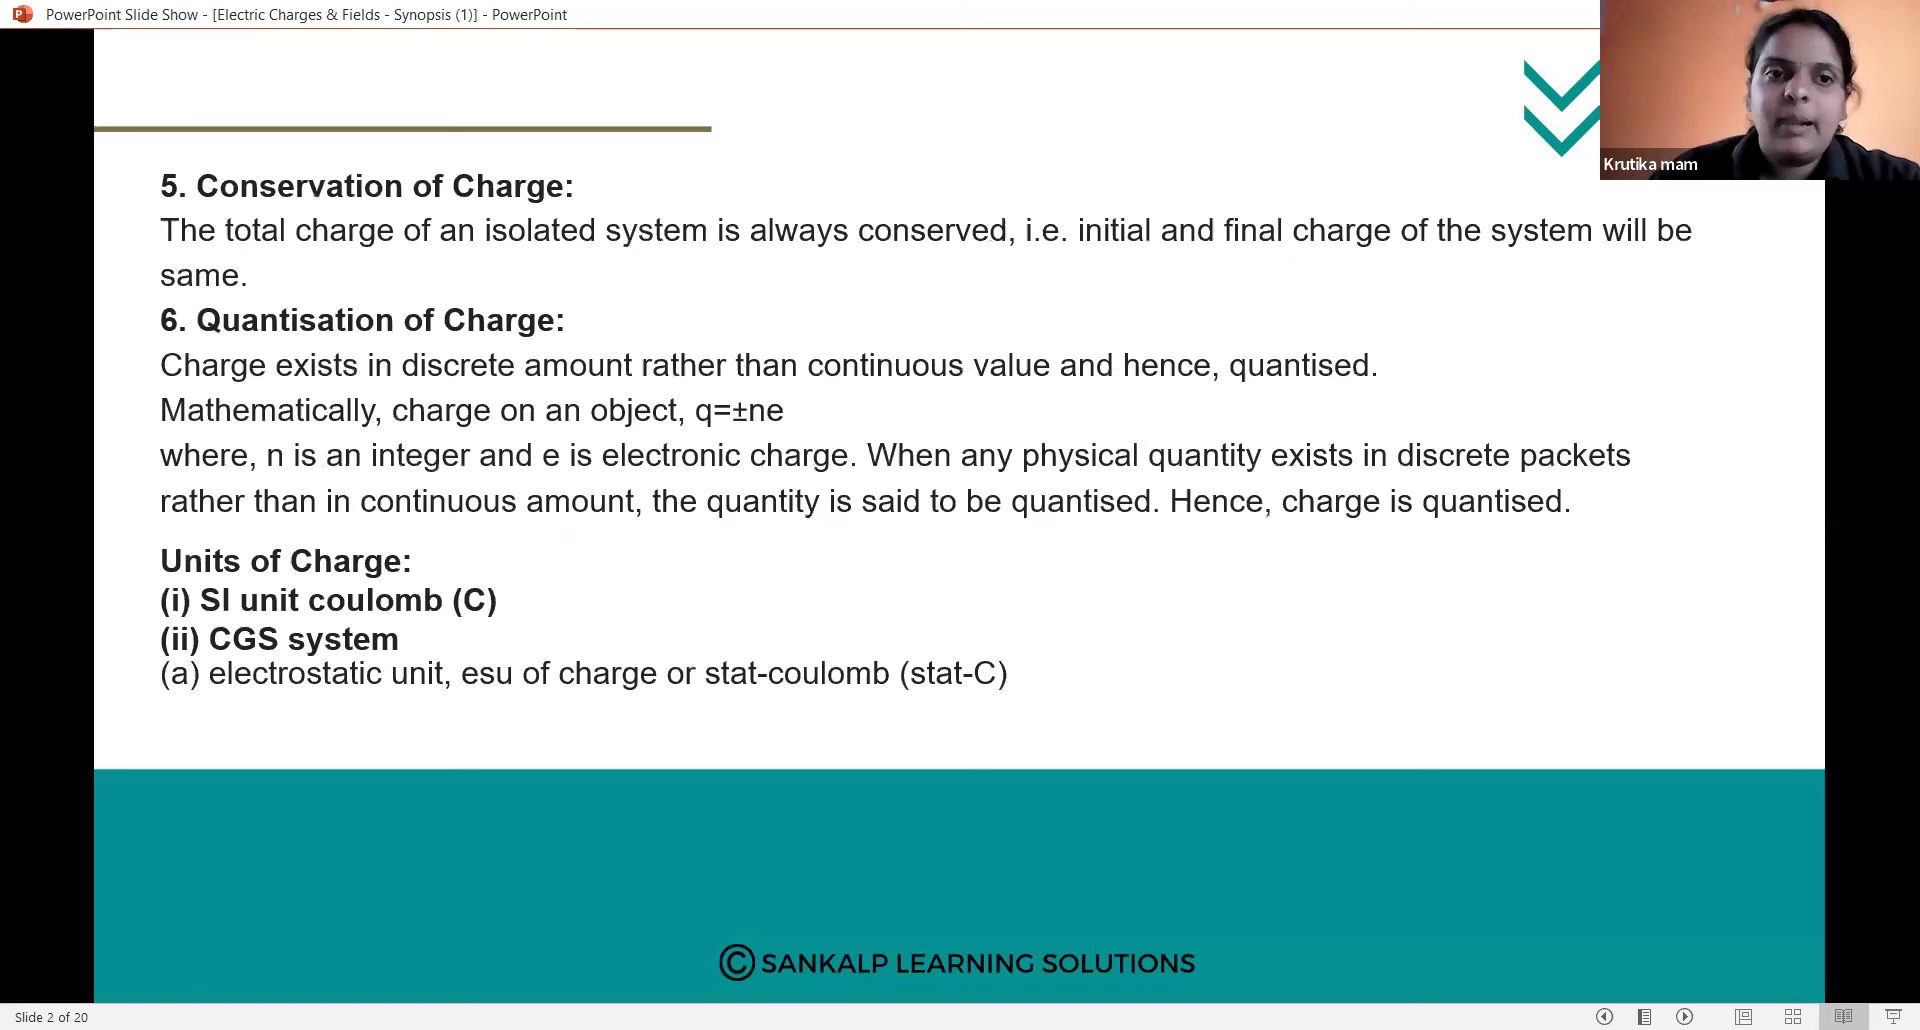 PowerPoint Slide Show - [Electric Charges & Fields - Synopsis (1)] - PowerPoint
Krutika mam
5. Conservation of Charge:
The total charge of an isolated system is always conserved, i.e. initial and final charge of the system will be
same.
6. Quantisation of Charge:
Charge exists in discrete amount rather than continuous value and hence, quantised.
Mathematically, charge on an object, q=±ne
where, n is an integer and e is electronic charge. When any physical quantity exists in discrete packets
rather than in continuous amount, the quantity is said to be quantised. Hence, charge is quantised.
Units of Charge:
(i) SI unit coulomb (C)
(ii) CGS system
(a) electrostatic unit, esu of charge or stat-coulomb (stat-C)
© SANKALP LEARNING SOLUTIONS
Slide 2 of 20